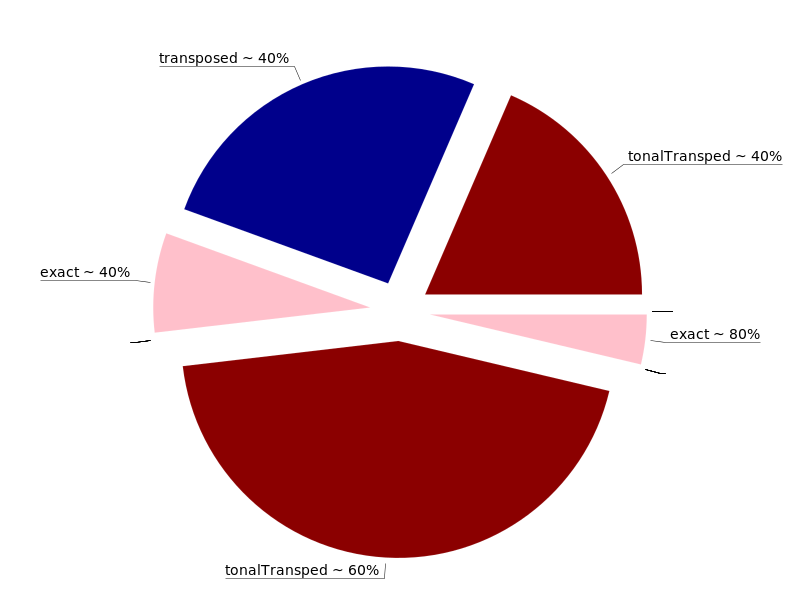 transposed ~ 40%
tonalTransped ~ 40%
exact ~ 40%
exact ~ 80%
tonalTransped ~ 60%